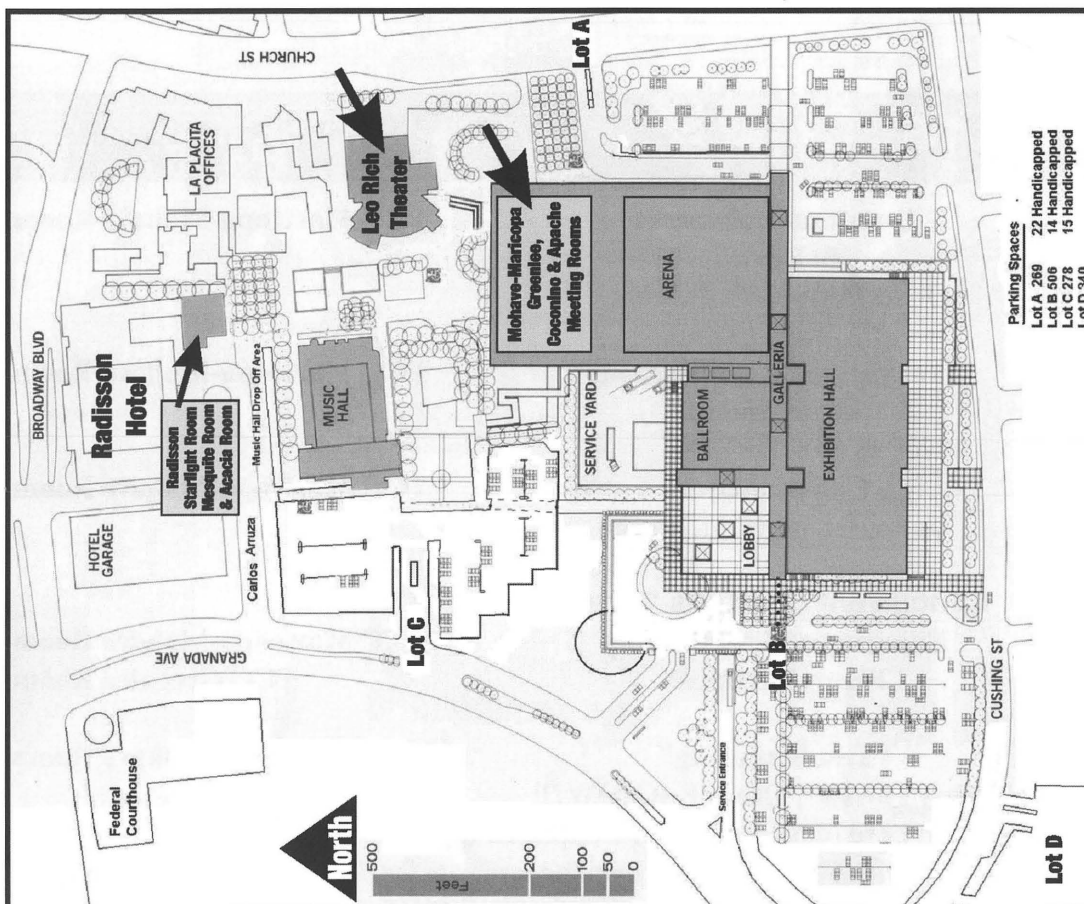 CHURCH ST
Lot A
LA PLACITA
OFFICES
Leo Rich
Theater
BROADWAY BLVD
Radisson
Hotel
Radisson
Starlight Room
Mesquite Room
& Acacia Room
Music Hall Drop Off Area
MUSIC
HALL
Mohave-Maricopa
Greenlee,
Coconino & Apache
Meeting Rooms
ARENA
HOTEL
GARAGE
Carlos Arruza
SERVICE YARD
BALLROOM
GALLERIA
EXHIBITION HALL
LOBBY
GRANADA AVE
Lot C
Lot B
CUSHING ST
Federal
Courthouse
Service Entrance
North
500
200
100
50
0
Feet
Lot D
Parking Spaces
Lot A 269 22 Handicapped
Lot B 506 14 Handicapped
Lot C 278 15 Handicapped